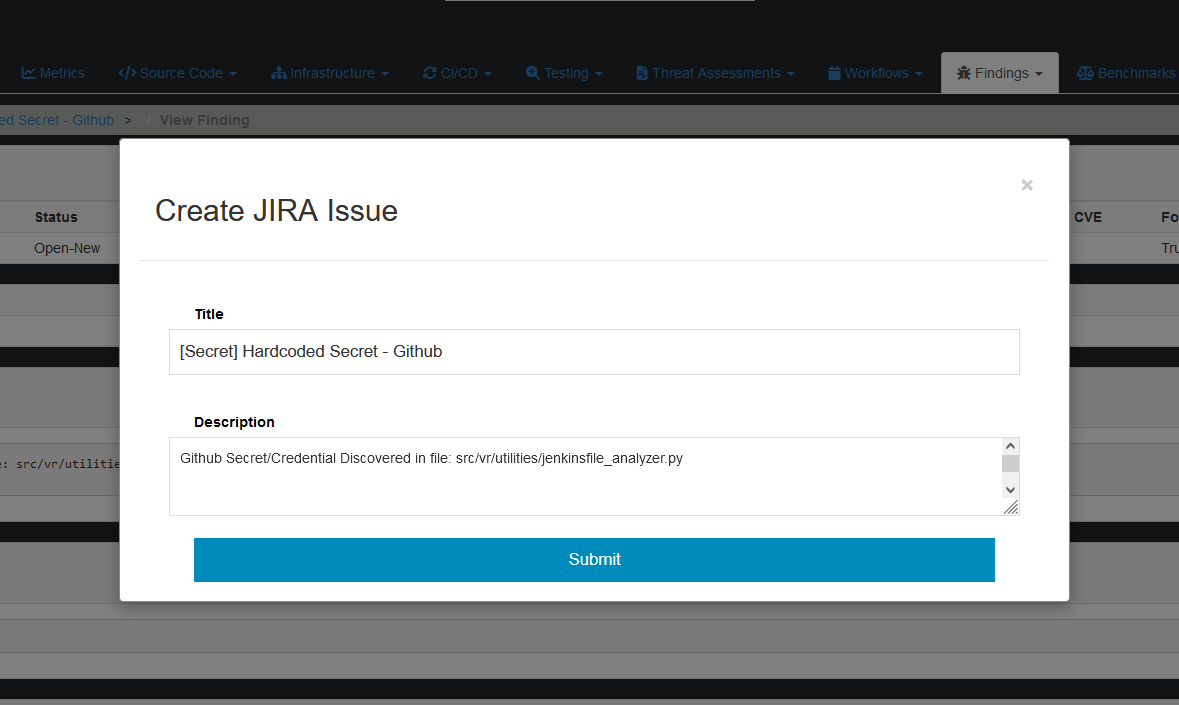 Metrics Source Code Infrastructure CI/CD Testing Threat Assessments Workflows Findings Benchmarks
ed Secret - Github > / View Finding
×
Create JIRA Issue
Status CVE Fo
Open-New Tru
Title
[Secret] Hardcoded Secret - Github
Description
Github Secret/Credential Discovered in file: src/vr/utilities/jenkinsfile_analyzer.py
: src/vr/utilitie
Submit